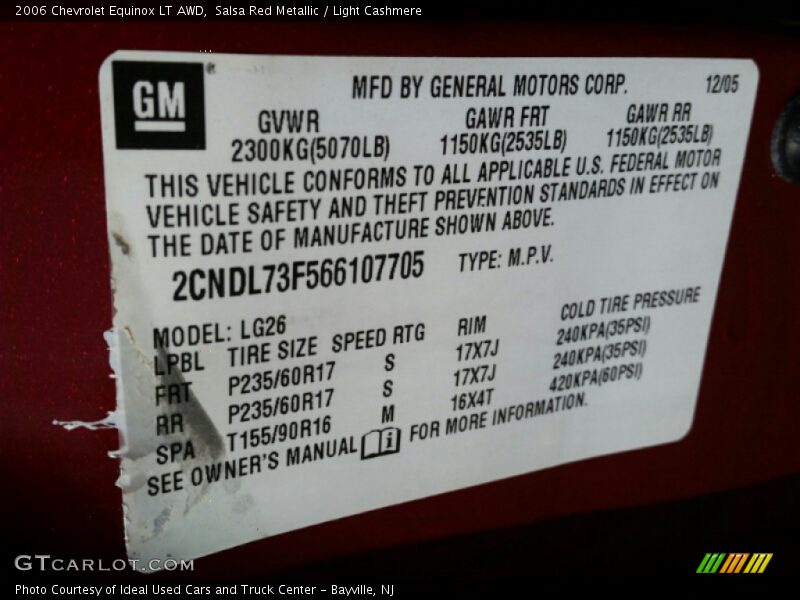 2006 Chevrolet Equinox LT AWD, Salsa Red Metallic / Light Cashmere
GM ®
MFD BY GENERAL MOTORS CORP. 12/05
GVWR GAWR FRT GAWR RR
2300KG(5070LB) 1150KG(2535LB) 1150KG(2535LB)
THIS VEHICLE CONFORMS TO ALL APPLICABLE U.S. FEDERAL MOTOR
VEHICLE SAFETY AND THEFT PREVENTION STANDARDS IN EFFECT ON
THE DATE OF MANUFACTURE SHOWN ABOVE.
2CNDL73F566107705 TYPE: M.P.V.
MODEL: LG26
LPBL TIRE SIZE SPEED RTG RIM COLD TIRE PRESSURE
FRT P235/60R17 S 17X7J 240KPA(35PSI)
RR P235/60R17 S 17X7J 240KPA(35PSI)
SPA T155/90R16 M 16X4T 420KPA(60PSI)
SEE OWNER'S MANUAL FOR MORE INFORMATION.
GTCARLOT.COM
Photo Courtesy of Ideal Used Cars and Truck Center - Bayville, NJ